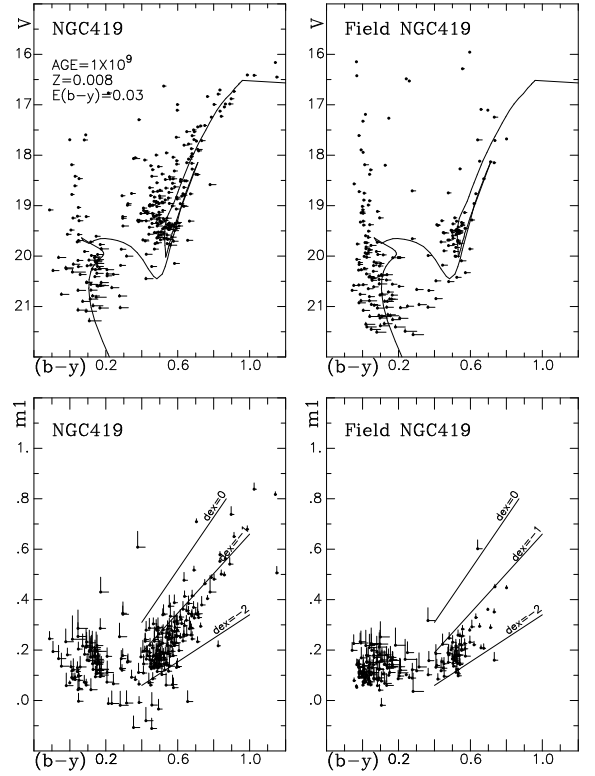 V
NGC419
AGE=1X10⁹
Z=0.008
E(b-y)=0.03
16
17
18
19
20
21
(b-y) 0.2 0.6 1.0
V
Field NGC419
16
17
18
19
20
21
(b-y) 0.2 0.6 1.0
m1
NGC419
1.
.8
.6
.4
.2
.0
dex=0
dex=-1
dex=-2
(b-y) 0.2 0.6 1.0
m1
Field NGC419
1.
.8
.6
.4
.2
.0
dex=0
dex=-1
dex=-2
(b-y) 0.2 0.6 1.0